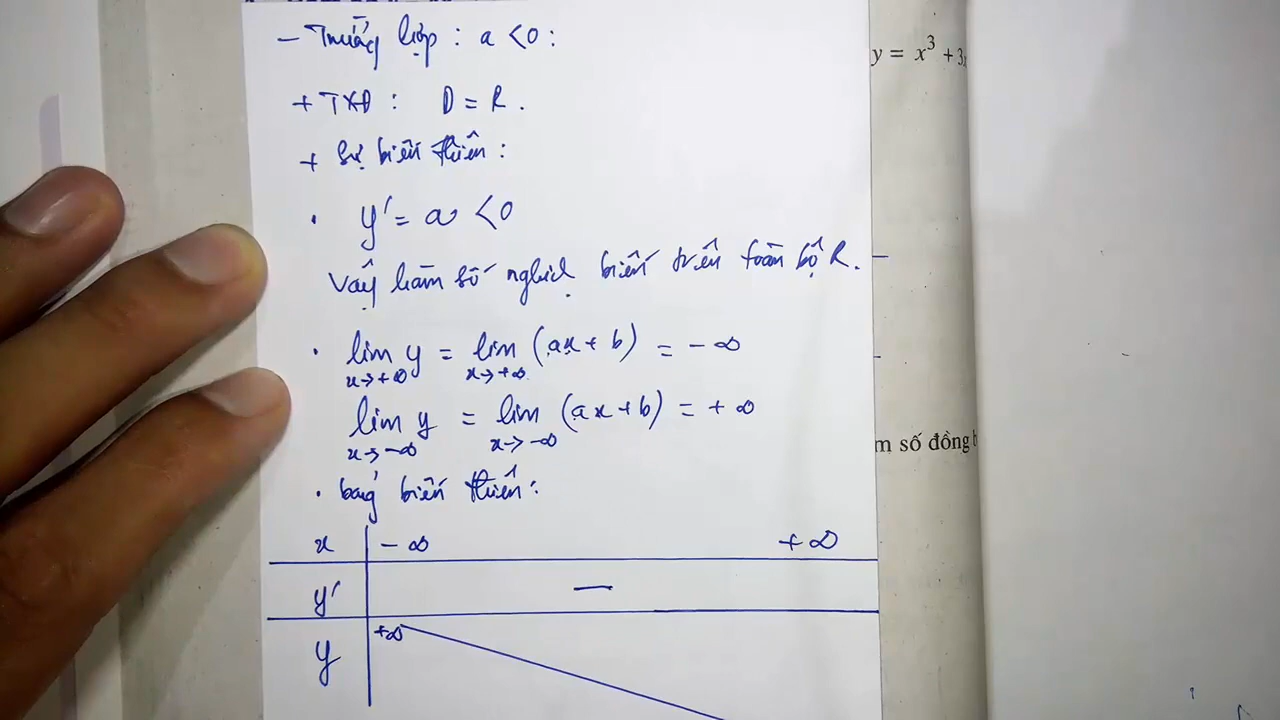 - Trường hợp : a < 0 :
+ TXĐ : D = R.
+ Sự biến thiên :
. y' = a < 0
Vậy hàm số nghịch biến trên toàn bộ R.
. lim y = lim (ax + b) = - ∞
x→+∞ x→+∞
lim y = lim (ax + b) = + ∞
x→-∞ x→-∞
. bảng biến thiên :
x - ∞ + ∞
y' -
y +∞
y = x³ + 3
m số đồng b